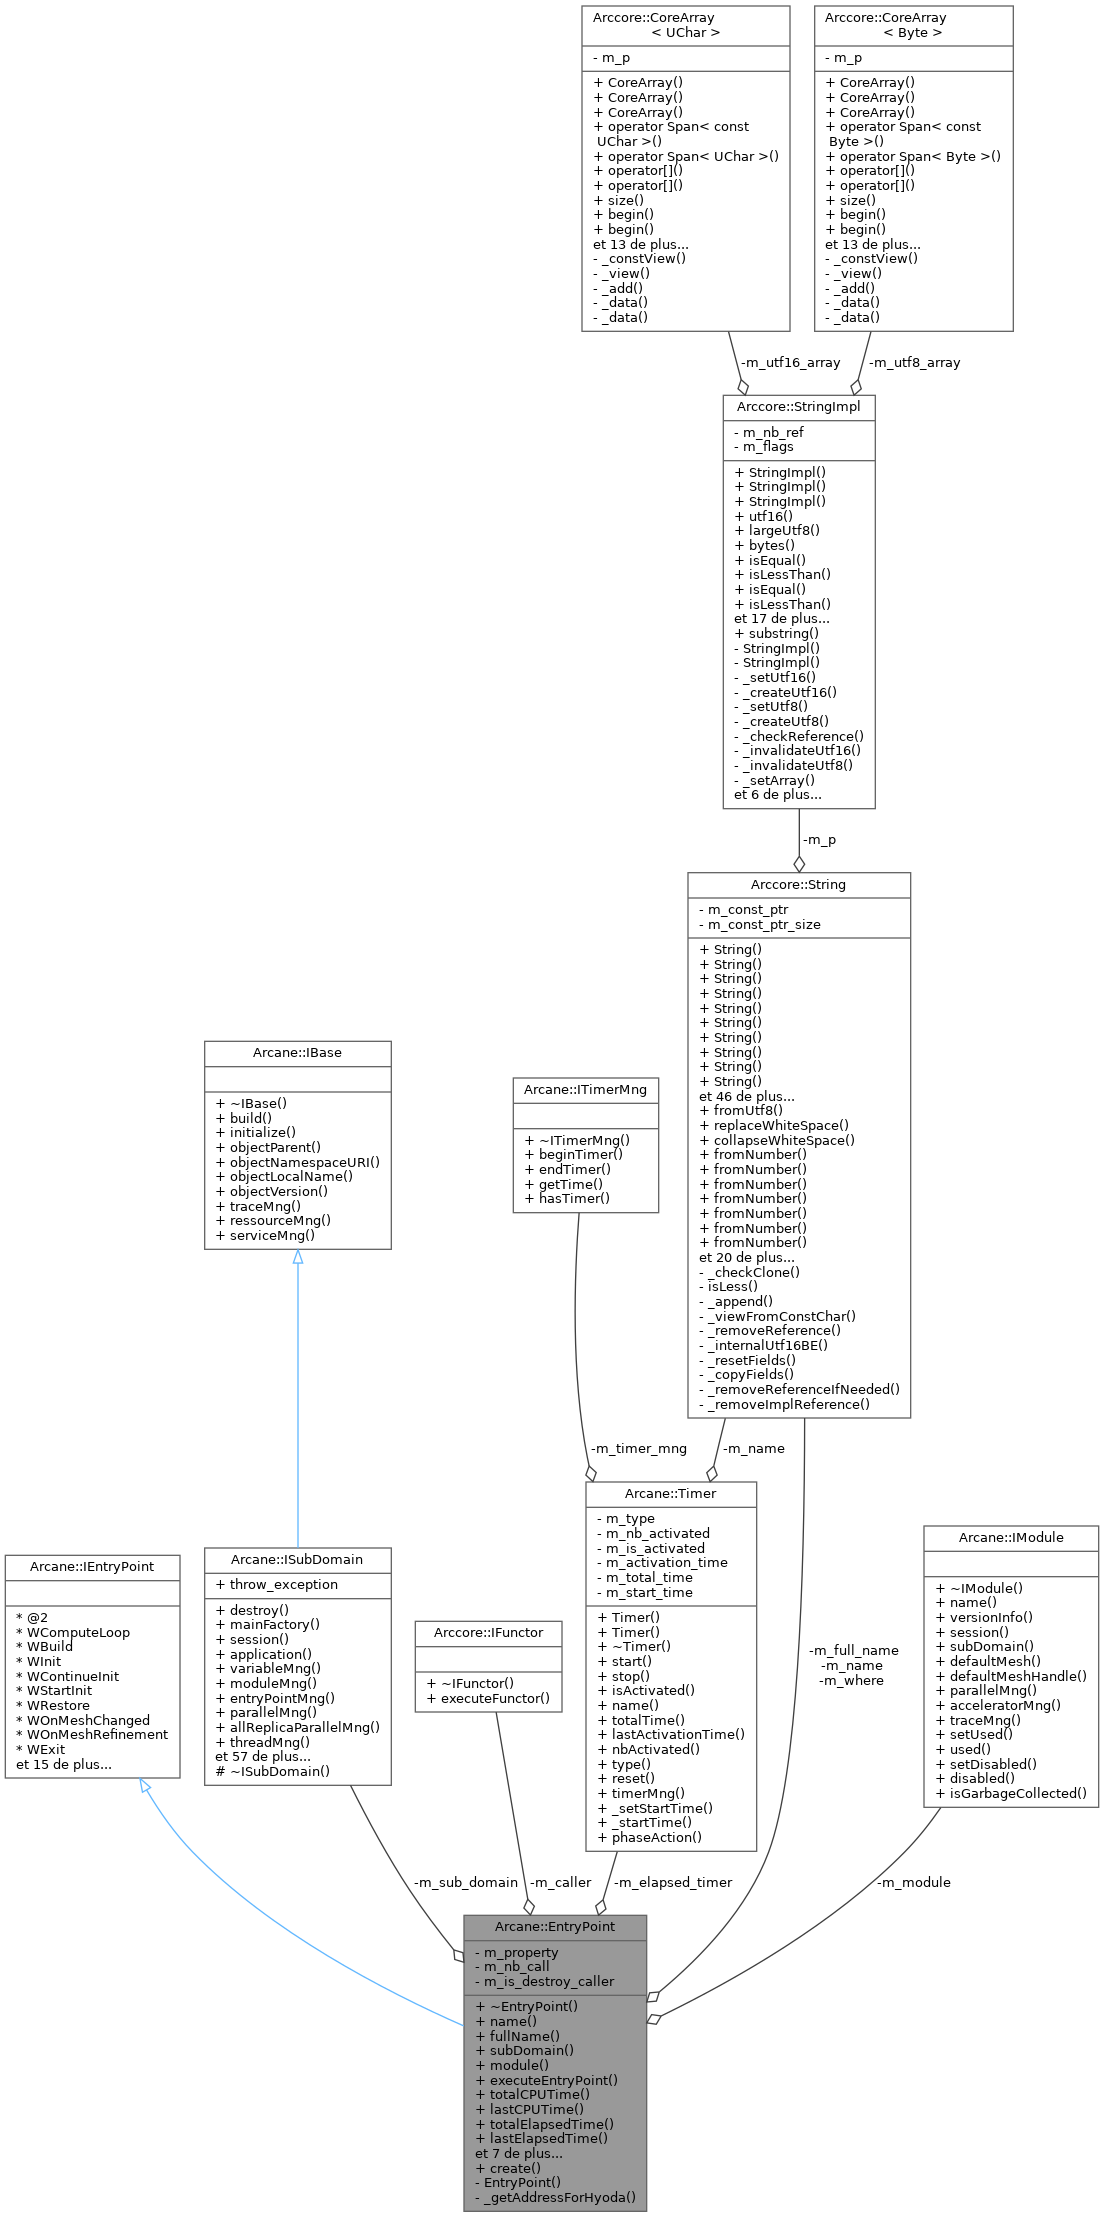 Arccore::CoreArray
< UChar >
- m_p
+ CoreArray()
+ CoreArray()
+ CoreArray()
+ operator Span< const
UChar >()
+ operator Span< UChar >()
+ operator[]()
+ operator[]()
+ size()
+ begin()
+ begin()
et 13 de plus...
- _constView()
- _view()
- _add()
- _data()
- _data()
Arccore::CoreArray
< Byte >
- m_p
+ CoreArray()
+ CoreArray()
+ CoreArray()
+ operator Span< const
Byte >()
+ operator Span< Byte >()
+ operator[]()
+ operator[]()
+ size()
+ begin()
+ begin()
et 13 de plus...
- _constView()
- _view()
- _add()
- _data()
- _data()
-m_utf16_array
-m_utf8_array
Arccore::StringImpl
- m_nb_ref
- m_flags
+ StringImpl()
+ StringImpl()
+ StringImpl()
+ utf16()
+ largeUtf8()
+ bytes()
+ isEqual()
+ isLessThan()
+ isEqual()
+ isLessThan()
et 17 de plus...
+ substring()
- StringImpl()
- StringImpl()
- _setUtf16()
- _createUtf16()
- _setUtf8()
- _createUtf8()
- _checkReference()
- _invalidateUtf16()
- _invalidateUtf8()
- _setArray()
et 6 de plus...
-m_p
Arccore::String
- m_const_ptr
- m_const_ptr_size
+ String()
+ String()
+ String()
+ String()
+ String()
+ String()
+ String()
+ String()
+ String()
+ String()
et 46 de plus...
+ fromUtf8()
+ replaceWhiteSpace()
+ collapseWhiteSpace()
+ fromNumber()
+ fromNumber()
+ fromNumber()
+ fromNumber()
+ fromNumber()
+ fromNumber()
+ fromNumber()
et 20 de plus...
- _checkClone()
- isLess()
- _append()
- _viewFromConstChar()
- _removeReference()
- _internalUtf16BE()
- _resetFields()
- _copyFields()
- _removeReferenceIfNeeded()
- _removeImplReference()
Arcane::IBase
+ ~IBase()
+ build()
+ initialize()
+ objectParent()
+ objectNamespaceURI()
+ objectLocalName()
+ objectVersion()
+ traceMng()
+ ressourceMng()
+ serviceMng()
Arcane::ITimerMng
+ ~ITimerMng()
+ beginTimer()
+ endTimer()
+ getTime()
+ hasTimer()
-m_timer_mng
-m_name
Arcane::IEntryPoint
* @2
* WComputeLoop
* WBuild
* WInit
* WContinueInit
* WStartInit
* WRestore
* WOnMeshChanged
* WOnMeshRefinement
* WExit
et 15 de plus...
Arcane::ISubDomain
+ throw_exception
+ destroy()
+ mainFactory()
+ session()
+ application()
+ variableMng()
+ moduleMng()
+ entryPointMng()
+ parallelMng()
+ allReplicaParallelMng()
+ threadMng()
et 57 de plus...
# ~ISubDomain()
Arccore::IFunctor
+ ~IFunctor()
+ executeFunctor()
Arcane::Timer
- m_type
- m_nb_activated
- m_is_activated
- m_activation_time
- m_total_time
- m_start_time
+ Timer()
+ Timer()
+ ~Timer()
+ start()
+ stop()
+ isActivated()
+ name()
+ totalTime()
+ lastActivationTime()
+ nbActivated()
+ type()
+ reset()
+ timerMng()
+ _setStartTime()
+ _startTime()
+ phaseAction()
-m_full_name
-m_name
-m_where
Arcane::IModule
+ ~IModule()
+ name()
+ versionInfo()
+ session()
+ subDomain()
+ defaultMesh()
+ defaultMeshHandle()
+ parallelMng()
+ acceleratorMng()
+ traceMng()
+ setUsed()
+ used()
+ setDisabled()
+ disabled()
+ isGarbageCollected()
-m_sub_domain
-m_caller
-m_elapsed_timer
-m_module
Arcane::EntryPoint
- m_property
- m_nb_call
- m_is_destroy_caller
+ ~EntryPoint()
+ name()
+ fullName()
+ subDomain()
+ module()
+ executeEntryPoint()
+ totalCPUTime()
+ lastCPUTime()
+ totalElapsedTime()
+ lastElapsedTime()
et 7 de plus...
+ create()
- EntryPoint()
- _getAddressForHyoda()